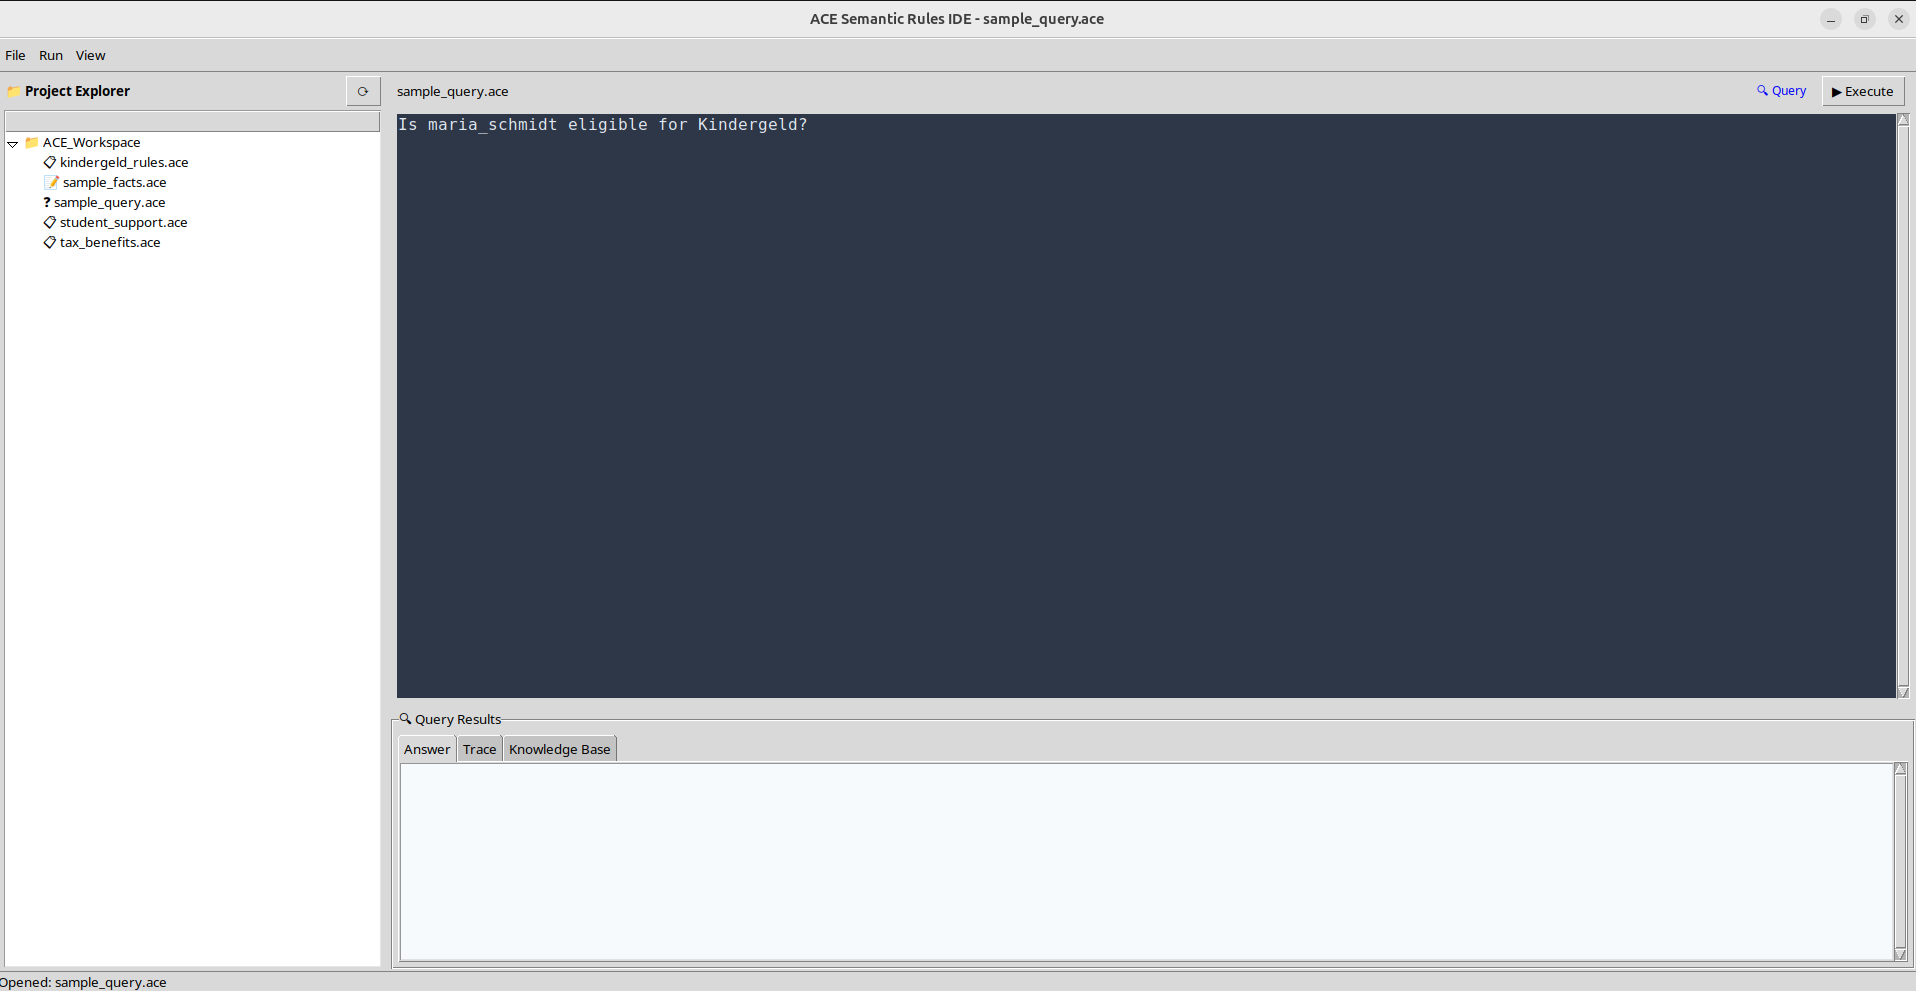 ACE Semantic Rules IDE - sample_query.ace
File Run View
Project Explorer
sample_query.ace
Query
Execute
ACE_Workspace
kindergeld_rules.ace
sample_facts.ace
? sample_query.ace
student_support.ace
tax_benefits.ace
Is maria_schmidt eligible for Kindergeld?
Query Results
Answer Trace Knowledge Base
Opened: sample_query.ace